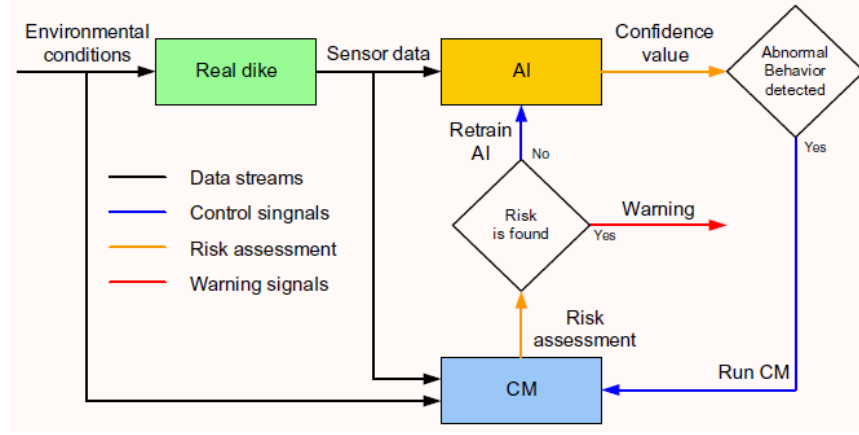 Environmental
conditions
Real dike
Sensor data
AI
Confidence
value
Abnormal
Behavior
detected
Yes
Retrain
AI
No
Data streams
Control singnals
Risk assessment
Warning signals
Risk
is found
Yes
Warning
Risk
assessment
CM
Run CM